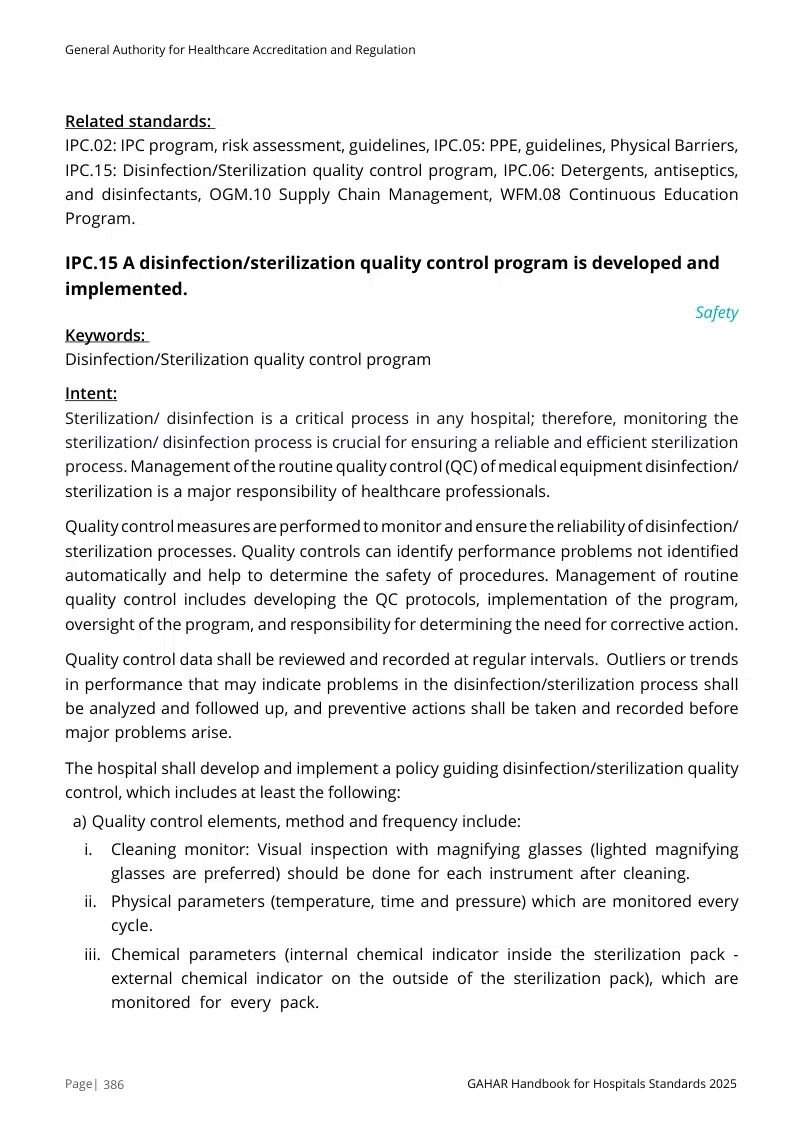 General Authority for Healthcare Accreditation and Regulation
Related standards:
IPC.02: IPC program, risk assessment, guidelines, IPC.05: PPE, guidelines, Physical Barriers,
IPC.15: Disinfection/Sterilization quality control program, IPC.06: Detergents, antiseptics,
and disinfectants, OGM.10 Supply Chain Management, WFM.08 Continuous Education
Program.
IPC.15 A disinfection/sterilization quality control program is developed and
implemented.
Safety
Keywords:
Disinfection/Sterilization quality control program
Intent:
Sterilization/ disinfection is a critical process in any hospital; therefore, monitoring the
sterilization/ disinfection process is crucial for ensuring a reliable and efficient sterilization
process. Management of the routine quality control (QC) of medical equipment disinfection/
sterilization is a major responsibility of healthcare professionals.
Quality control measures are performed to monitor and ensure the reliability of disinfection/
sterilization processes. Quality controls can identify performance problems not identified
automatically and help to determine the safety of procedures. Management of routine
quality control includes developing the QC protocols, implementation of the program,
oversight of the program, and responsibility for determining the need for corrective action.
Quality control data shall be reviewed and recorded at regular intervals. Outliers or trends
in performance that may indicate problems in the disinfection/sterilization process shall
be analyzed and followed up, and preventive actions shall be taken and recorded before
major problems arise.
The hospital shall develop and implement a policy guiding disinfection/sterilization quality
control, which includes at least the following:
a) Quality control elements, method and frequency include:
i. Cleaning monitor: Visual inspection with magnifying glasses (lighted magnifying
glasses are preferred) should be done for each instrument after cleaning.
ii. Physical parameters (temperature, time and pressure) which are monitored every
cycle.
iii. Chemical parameters (internal chemical indicator inside the sterilization pack -
external chemical indicator on the outside of the sterilization pack), which are
monitored for every pack.
Page| 386
GAHAR Handbook for Hospitals Standards 2025